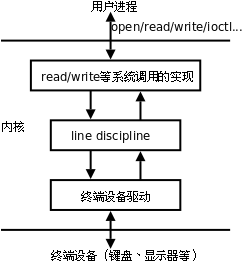 用户进程
open/read/write/ioctl...
read/write等系统调用的实现
内核
line discipline
终端设备驱动
终端设备（键盘、显示器等）